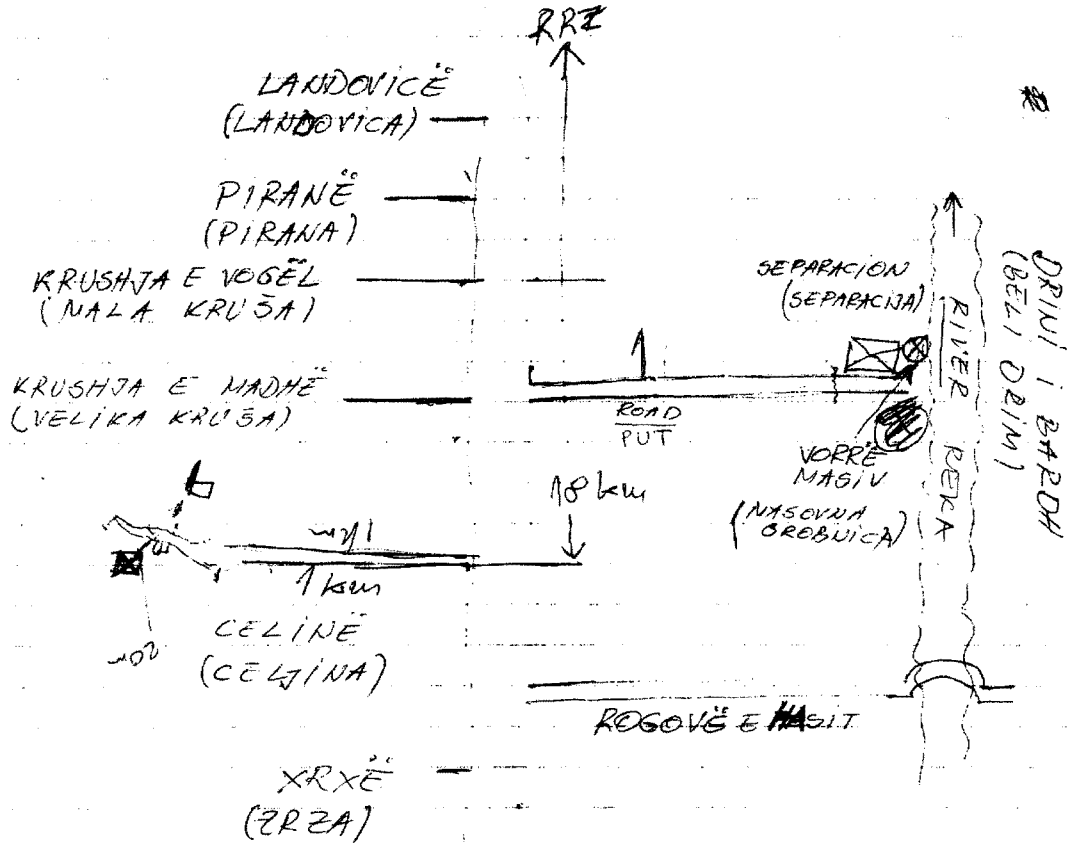 RRZ
LANDOVICË
(LANDOVICA)
PIRANË
(PIRANA)
KRUSHJA E VOGËL
(MALA KRUŠA)
SEPARACION
(SEPARACIJA)
KRUSHJA E MADHË
(VELIKA KRUŠA)
ROAD
PUT
VORRË
MASIV
(MASOVNA
GROBNICA)
RIVER REKA
DRINI I BARDH
(BELI DRIM)
18 km
1 km
CELINË
(CELJINA)
ROGOVË E HASIT
XRXË
(ZRZA)